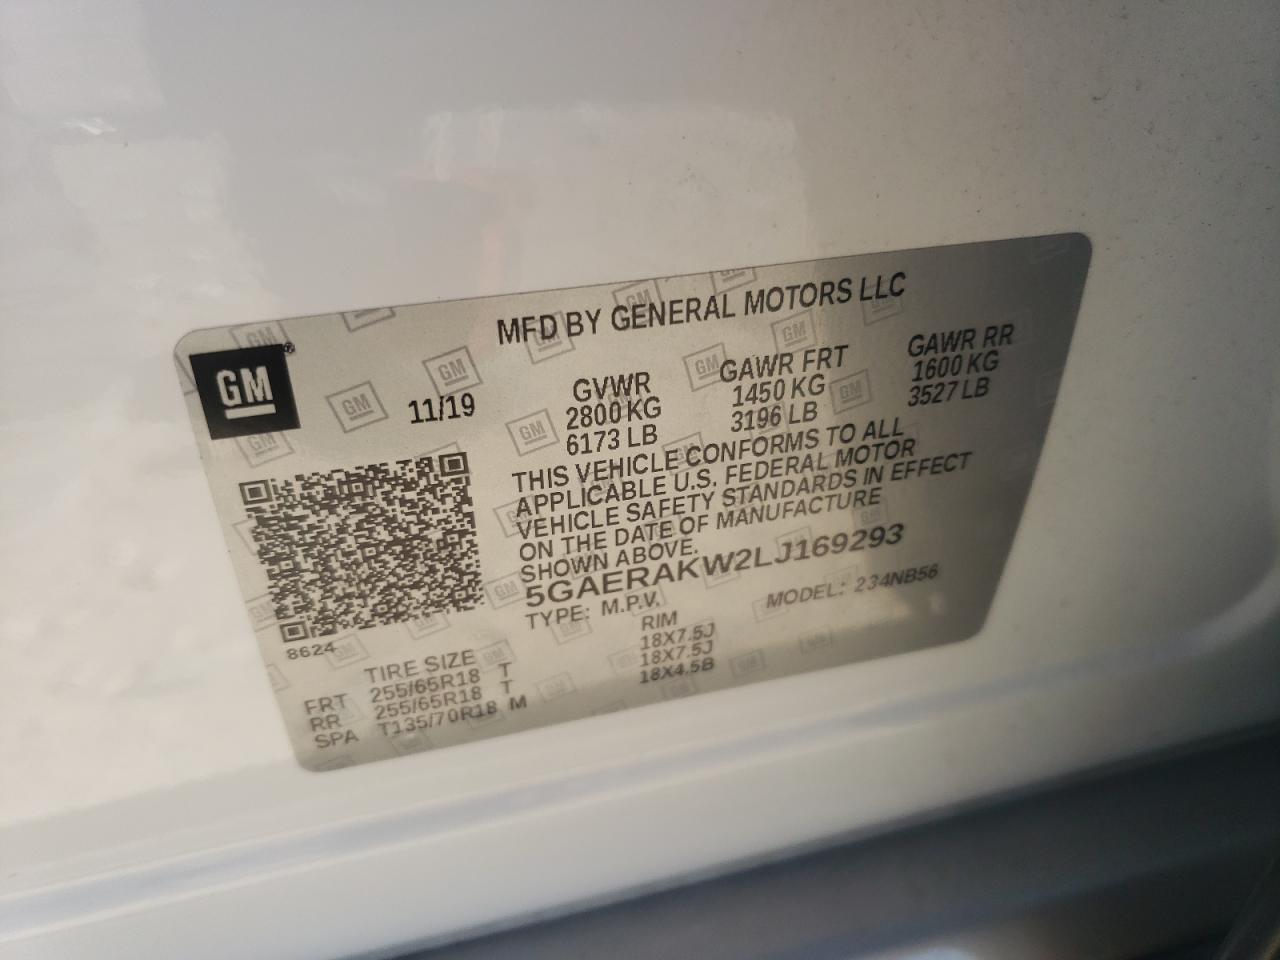 MFD BY GENERAL MOTORS LLC
GM®
11/19
GVWR GAWR FRT GAWR RR
2800 KG 1450 KG 1600 KG
6173 LB 3196 LB 3527 LB
THIS VEHICLE CONFORMS TO ALL
APPLICABLE U.S. FEDERAL MOTOR
VEHICLE SAFETY STANDARDS IN EFFECT
ON THE DATE OF MANUFACTURE
SHOWN ABOVE.
5GAERAKW2LJ169293
TYPE: M.P.V. MODEL: 234NB56
8624
TIRE SIZE RIM
FRT 255/65R18 T 18X7.5J
RR 255/65R18 T 18X7.5J
SPA T135/70R18 M 18X4.5B